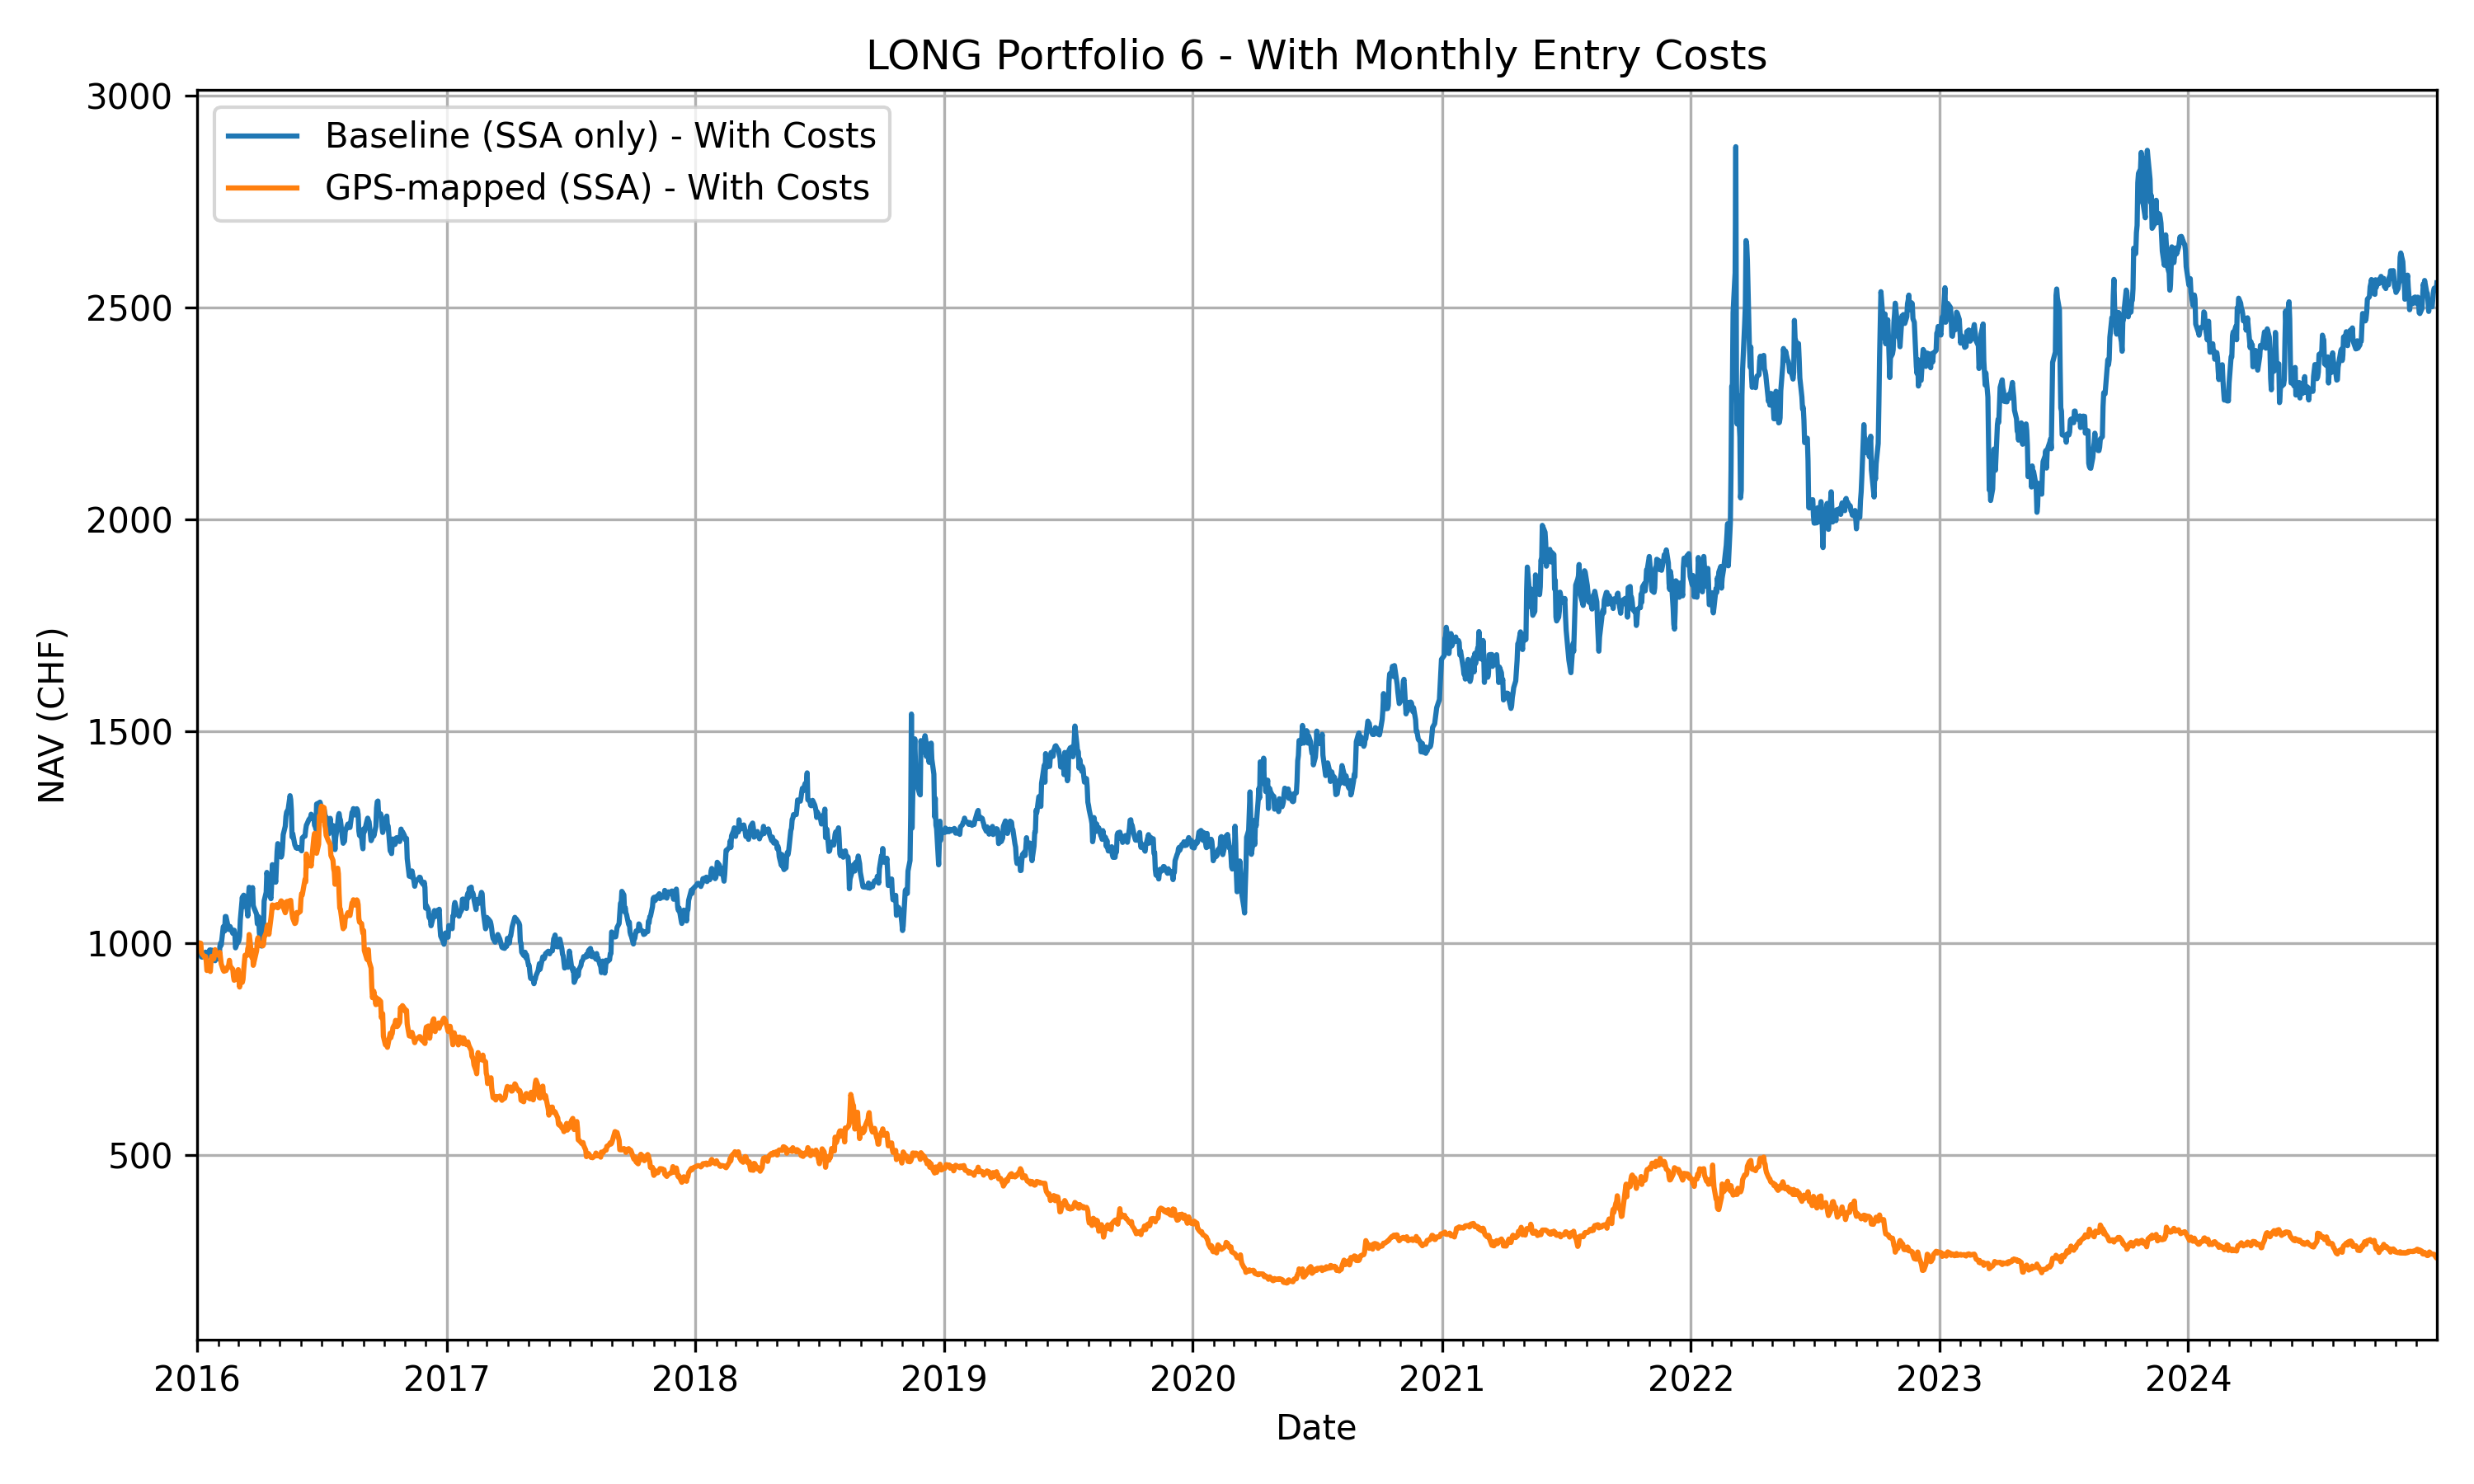 LONG Portfolio 6 - With Monthly Entry Costs
Baseline (SSA only) - With Costs
GPS-mapped (SSA) - With Costs
NAV (CHF)
3000
2500
2000
1500
1000
500
2016 2017 2018 2019 2020 2021 2022 2023 2024
Date